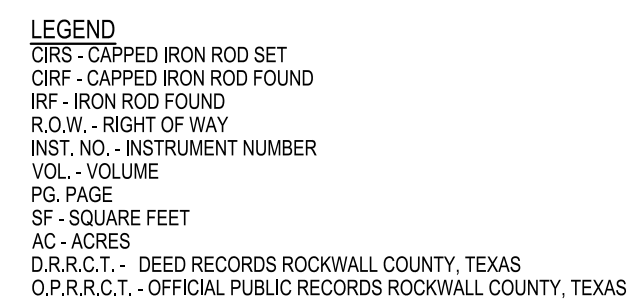 LEGEND
CIRS - CAPPED IRON ROD SET
CIRF - CAPPED IRON ROD FOUND
IRF - IRON ROD FOUND
R.O.W. - RIGHT OF WAY
INST. NO. - INSTRUMENT NUMBER
VOL. - VOLUME
PG. PAGE
SF - SQUARE FEET
AC - ACRES
D.R.R.C.T. - DEED RECORDS ROCKWALL COUNTY, TEXAS
O.P.R.R.C.T. - OFFICIAL PUBLIC RECORDS ROCKWALL COUNTY, TEXAS